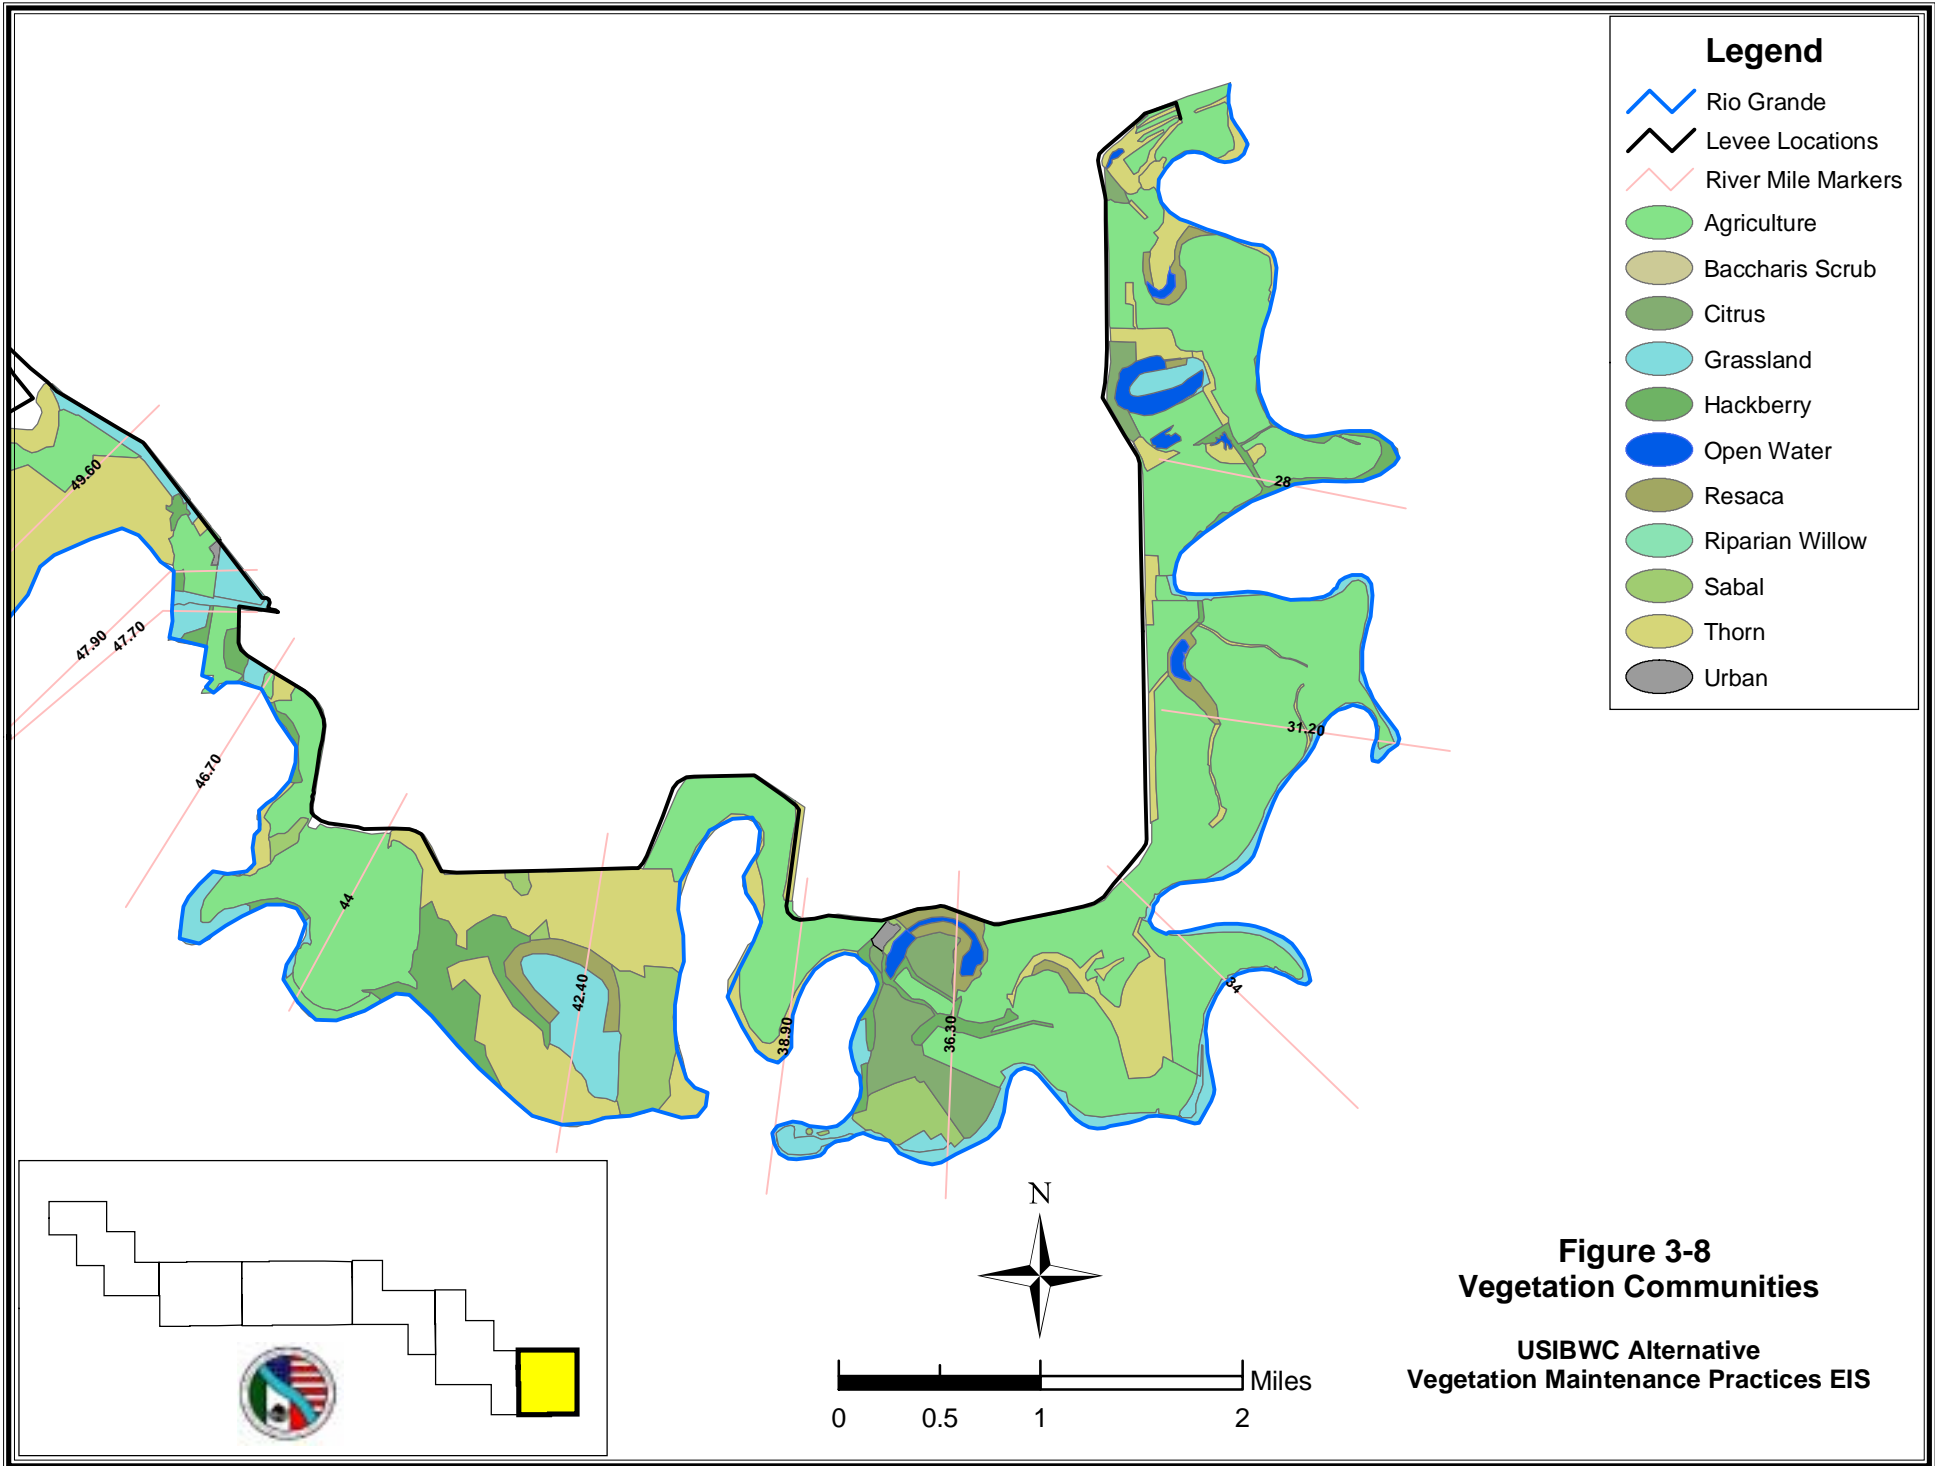 Legend
Rio Grande
Levee Locations
River Mile Markers
Agriculture
Baccharis Scrub
Citrus
Grassland
Hackberry
Open Water
Resaca
Riparian Willow
Sabal
Thorn
Urban
49.60
28
47.90
47.70
31.20
46.70
44
42.40
34
38.90
36.30
N
Miles
0 0.5 1 2
Figure 3-8
Vegetation Communities
USIBWC Alternative
Vegetation Maintenance Practices EIS